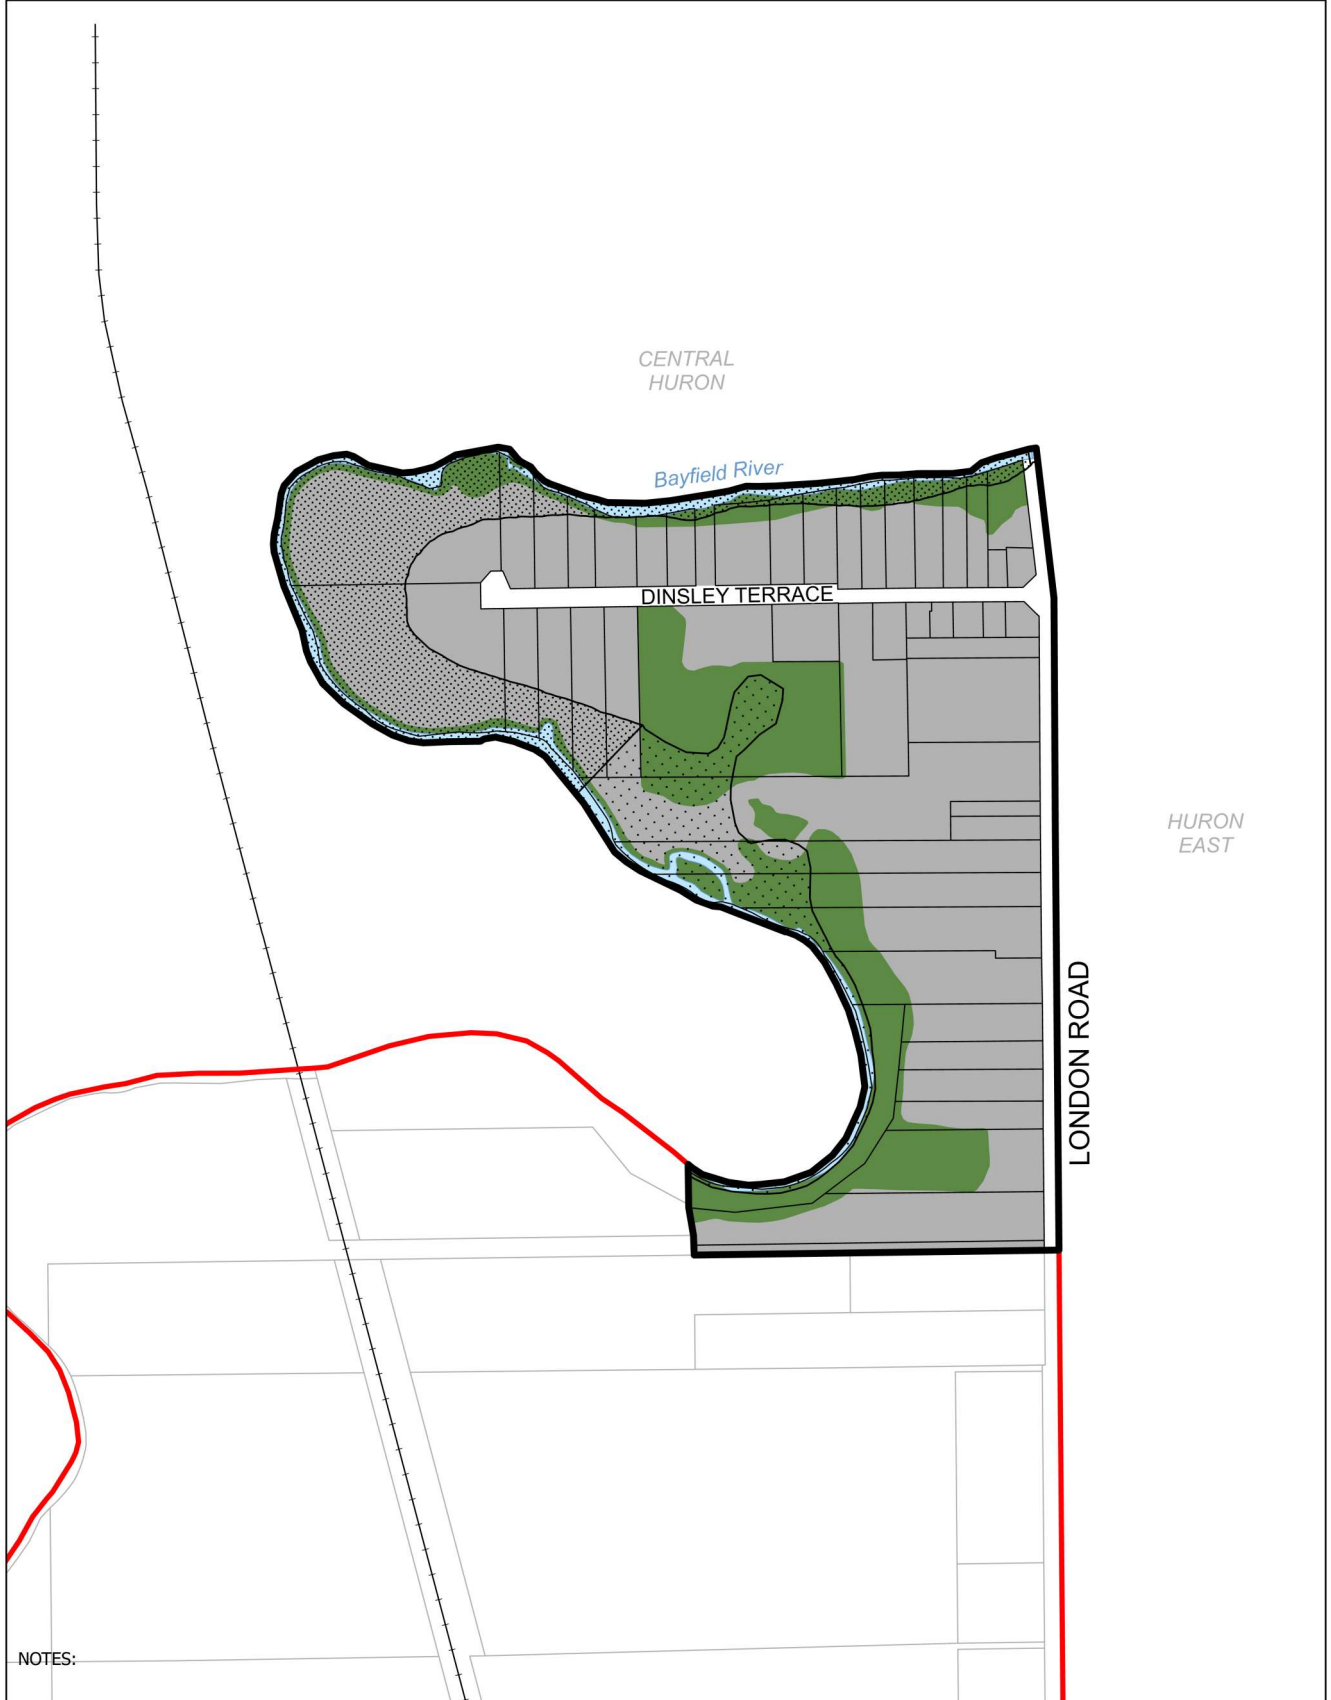 CENTRAL
HURON
Bayfield River
DINSLEY TERRACE
HURON
EAST
LONDON ROAD
NOTES: